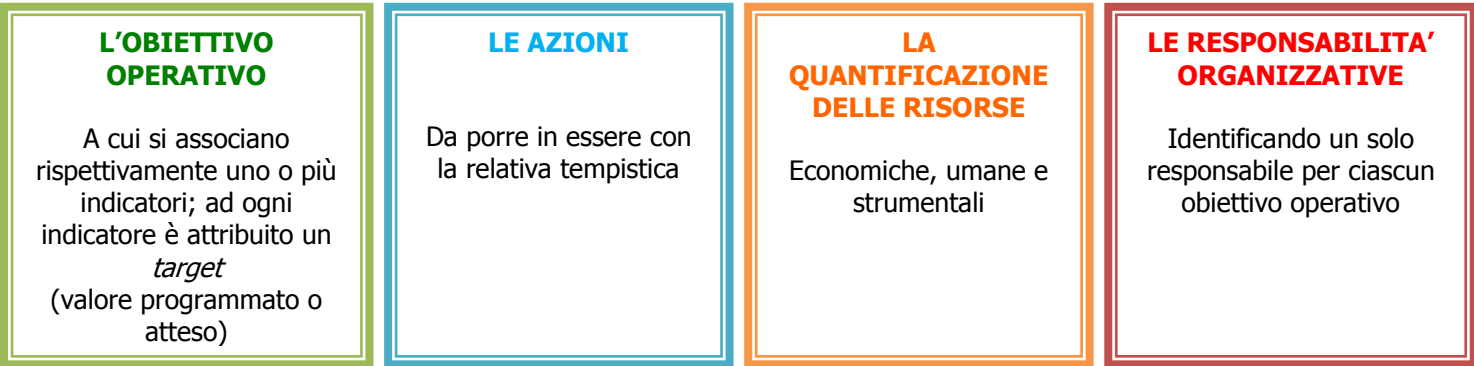 L’OBIETTIVO
OPERATIVO
A cui si associano
rispettivamente uno o più
indicatori; ad ogni
indicatore è attribuito un
target
(valore programmato o
atteso)
LE AZIONI
Da porre in essere con
la relativa tempistica
LA
QUANTIFICAZIONE
DELLE RISORSE
Economiche, umane e
strumentali
LE RESPONSABILITA’
ORGANIZZATIVE
Identificando un solo
responsabile per ciascun
obiettivo operativo